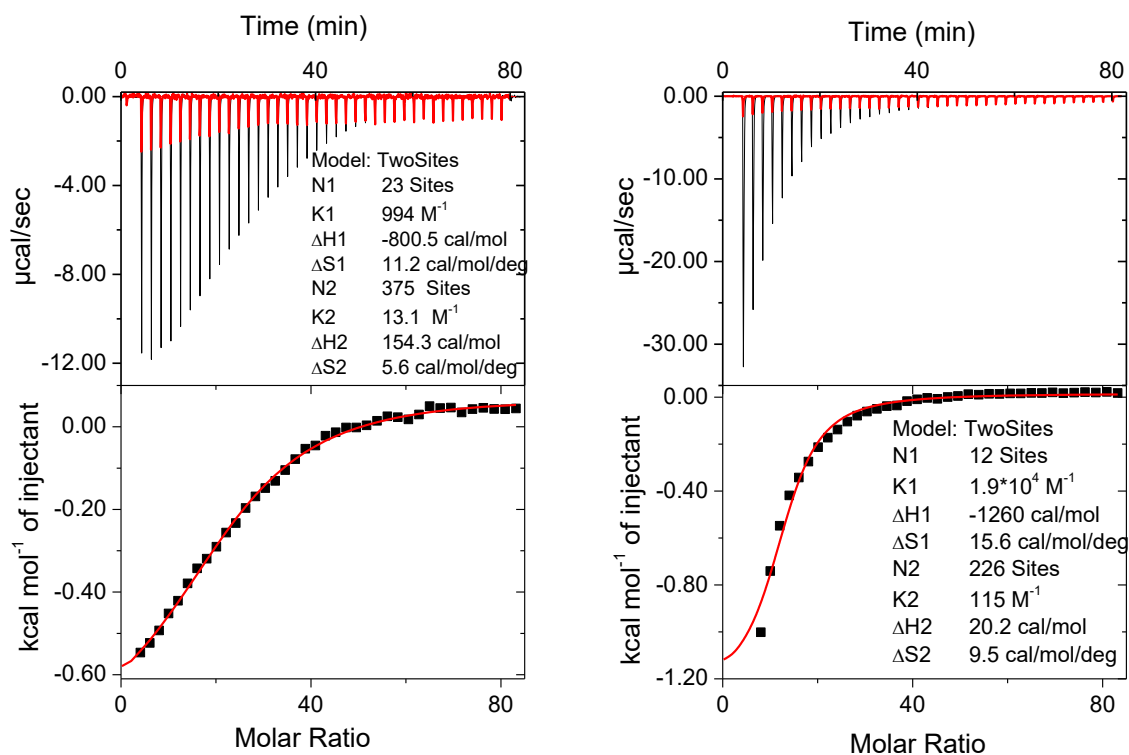 Time (min)
0 40 80
0.00
-4.00
-8.00
-12.00
µcal/sec
Model: TwoSites
N1 23 Sites
K1 994 M⁻¹
ΔH1 -800.5 cal/mol
ΔS1 11.2 cal/mol/deg
N2 375 Sites
K2 13.1 M⁻¹
ΔH2 154.3 cal/mol
ΔS2 5.6 cal/mol/deg
0.00
-0.20
-0.40
-0.60
kcal mol⁻¹ of injectant
0 40 80
Molar Ratio
Time (min)
0 40 80
0.00
-10.00
-20.00
-30.00
µcal/sec
0.00
-0.40
-0.80
-1.20
kcal mol⁻¹ of injectant
Model: TwoSites
N1 12 Sites
K1 1.9*10⁴ M⁻¹
ΔH1 -1260 cal/mol
ΔS1 15.6 cal/mol/deg
N2 226 Sites
K2 115 M⁻¹
ΔH2 20.2 cal/mol
ΔS2 9.5 cal/mol/deg
0 40 80
Molar Ratio